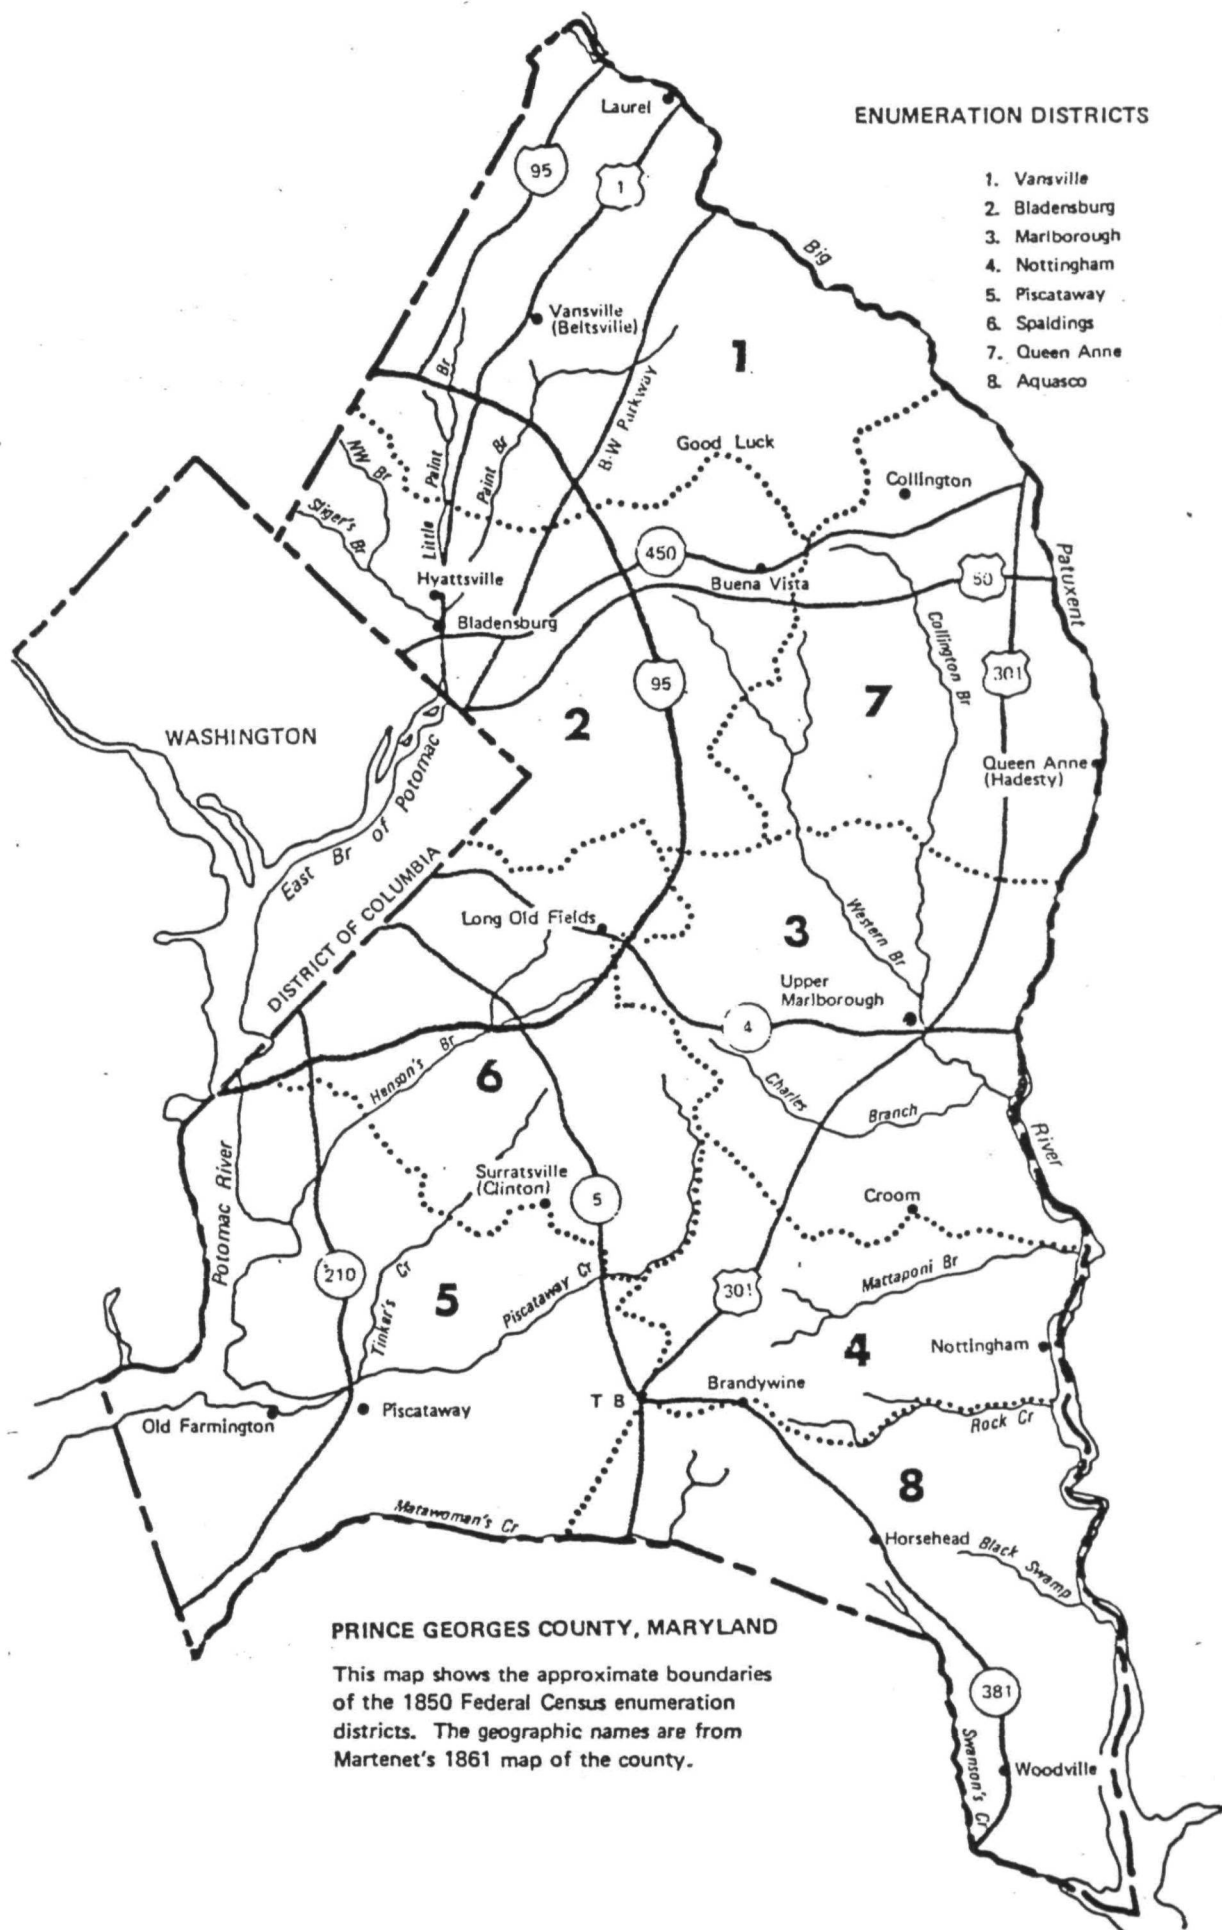 ENUMERATION DISTRICTS
1. Vansville
2. Bladensburg
3. Marlborough
4. Nottingham
5. Piscataway
6. Spaldings
7. Queen Anne
8. Aquasco
Laurel
95
1
Big
Vansville
(Beltsville)
Br
1
B-W Parkway
NW Br
Paint
Paint Br
Good Luck
Collington
Sliger's Br
Little
450
Patuxent
Hyattsville
Buena Vista
50
Bladensburg
Collington Br
95
301
7
2
WASHINGTON
Queen Anne
(Hadesty)
East Br of Potomac
DISTRICT OF COLUMBIA
Long Old Fields
3
Western Br
Upper
Marlborough
4
Henson's Br
6
Charles
Branch
River
Potomac River
Surratsville
(Clinton)
5
Croom
210
Tinker's Cr
5
Piscataway Cr
301
Mattaponi Br
4
Nottingham
T B
Brandywine
Old Farmington
Piscataway
Rock Cr
8
Matawoman's Cr
Horsehead
Black Swamp
PRINCE GEORGES COUNTY, MARYLAND
This map shows the approximate boundaries
of the 1850 Federal Census enumeration
districts. The geographic names are from
Martenet's 1861 map of the county.
381
Swanson's Cr
Woodville